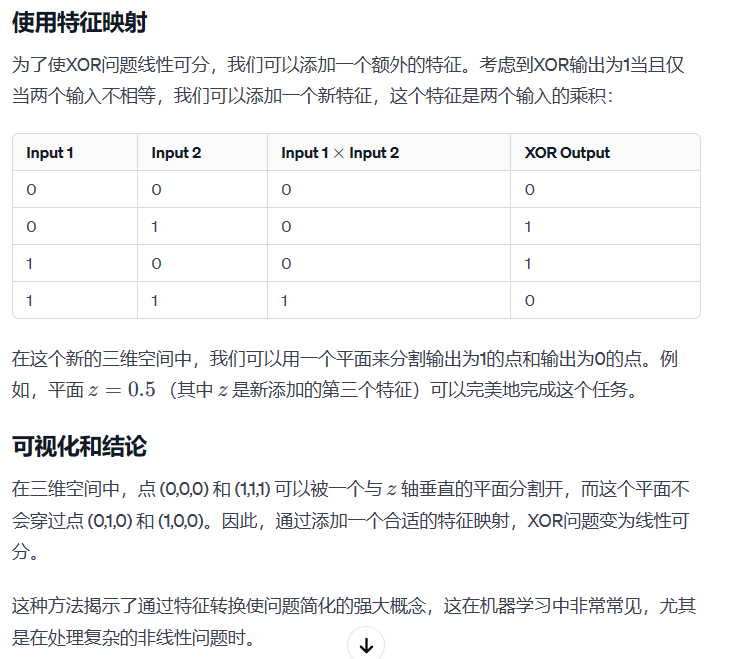 使用特征映射
为了使XOR问题线性可分，我们可以添加一个额外的特征。考虑到XOR输出为1当且仅
当两个输入不相等，我们可以添加一个新特征，这个特征是两个输入的乘积：
Input 1 Input 2 Input 1 × Input 2 XOR Output
0 0 0 0
0 1 0 1
1 0 0 1
1 1 1 0
在这个新的三维空间中，我们可以用一个平面来分割输出为1的点和输出为0的点。例
如，平面 z = 0.5 （其中 z 是新添加的第三个特征）可以完美地完成这个任务。
可视化和结论
在三维空间中，点 (0,0,0) 和 (1,1,1) 可以被一个与 z 轴垂直的平面分割开，而这个平面不
会穿过点 (0,1,0) 和 (1,0,0)。因此，通过添加一个合适的特征映射，XOR问题变为线性可
分。
这种方法揭示了通过特征转换使问题简化的强大概念，这在机器学习中非常常见，尤其
是在处理复杂的非线性问题时。